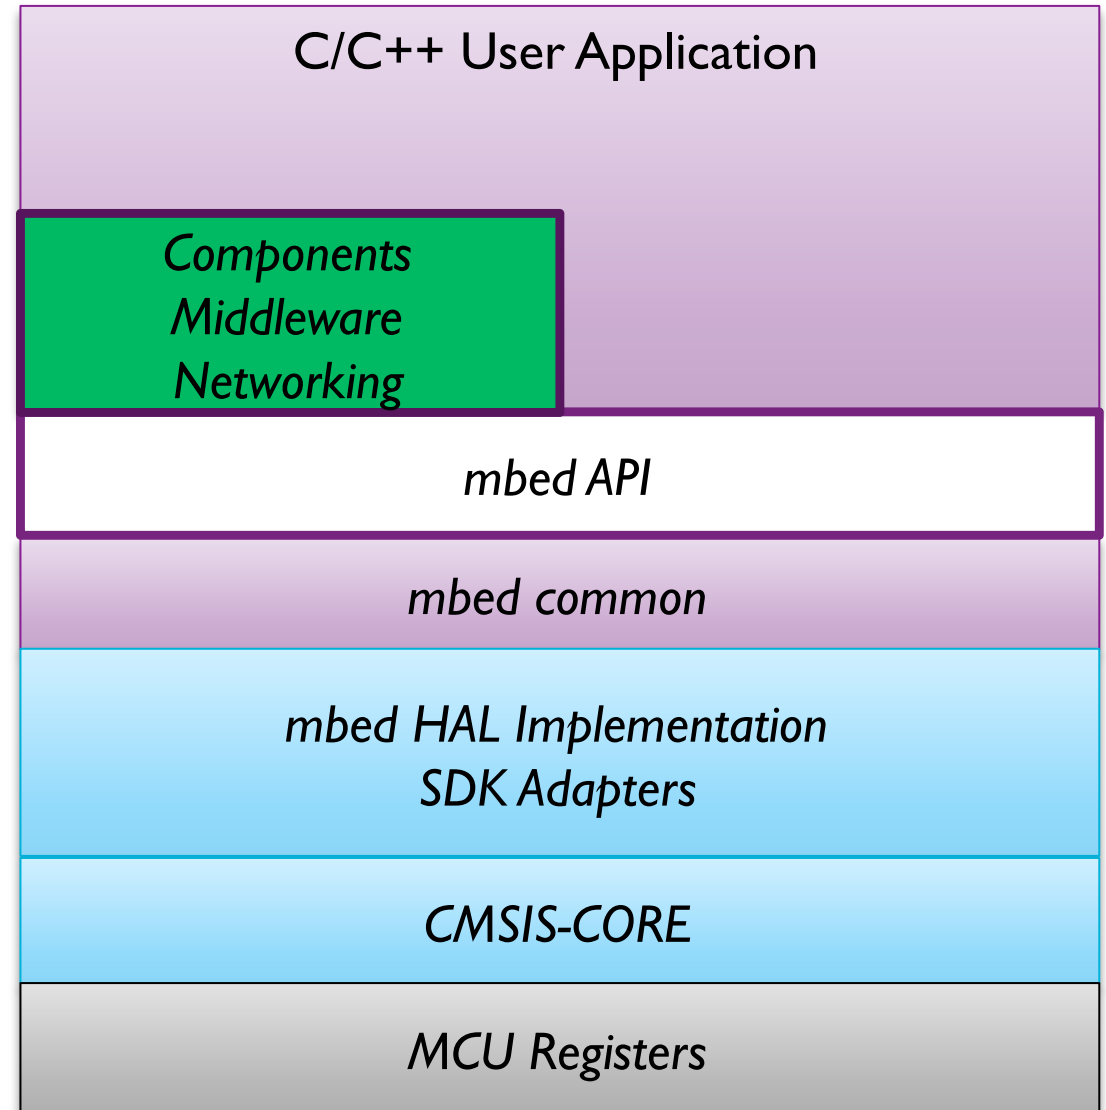 C/C++ User Application
Components
Middleware
Networking
mbed API
mbed common
mbed HAL Implementation
SDK Adapters
CMSIS-CORE
MCU Registers